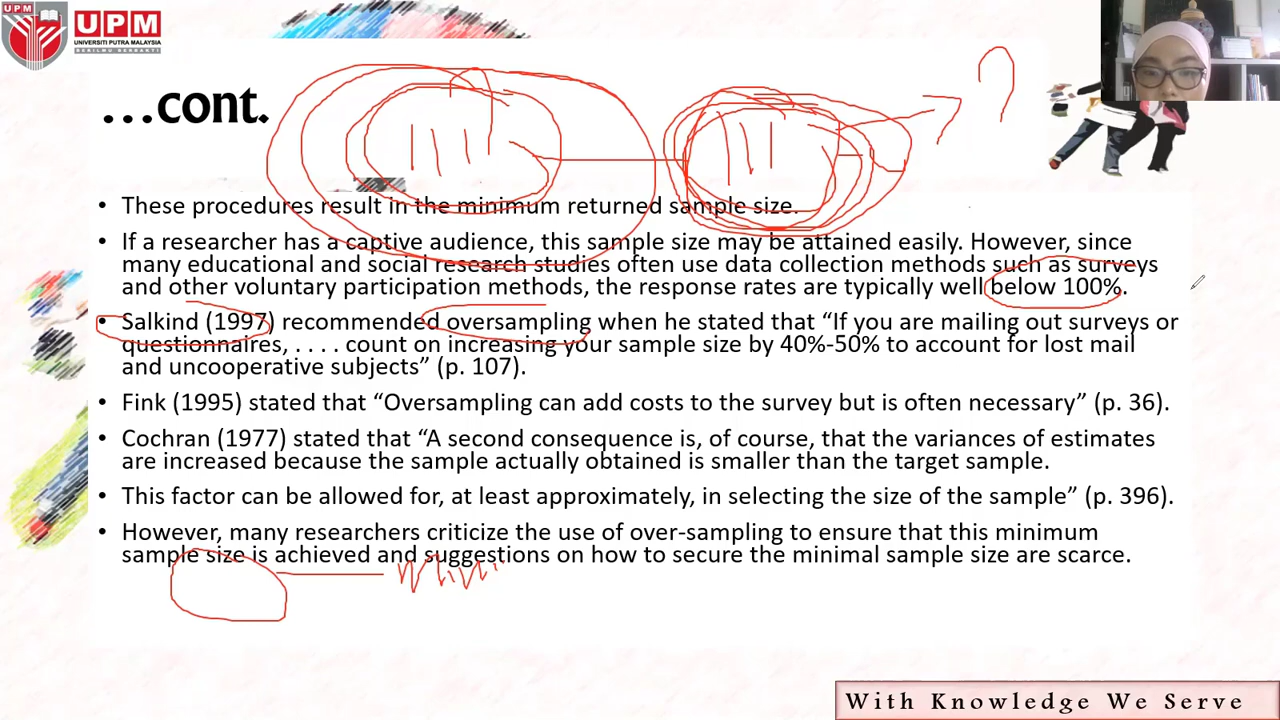 UPM
UNIVERSITI PUTRA MALAYSIA
BERILMU BERBAKTI
...cont.
?
• These procedures result in the minimum returned sample size.
• If a researcher has a captive audience, this sample size may be attained easily. However, since
many educational and social research studies often use data collection methods such as surveys
and other voluntary participation methods, the response rates are typically well below 100%.
• Salkind (1997) recommended oversampling when he stated that “If you are mailing out surveys or
questionnaires, . . . . count on increasing your sample size by 40%-50% to account for lost mail
and uncooperative subjects” (p. 107).
• Fink (1995) stated that “Oversampling can add costs to the survey but is often necessary” (p. 36).
• Cochran (1977) stated that “A second consequence is, of course, that the variances of estimates
are increased because the sample actually obtained is smaller than the target sample.
• This factor can be allowed for, at least approximately, in selecting the size of the sample” (p. 396).
• However, many researchers criticize the use of over-sampling to ensure that this minimum
sample size is achieved and suggestions on how to secure the minimal sample size are scarce.
With Knowledge We Serve